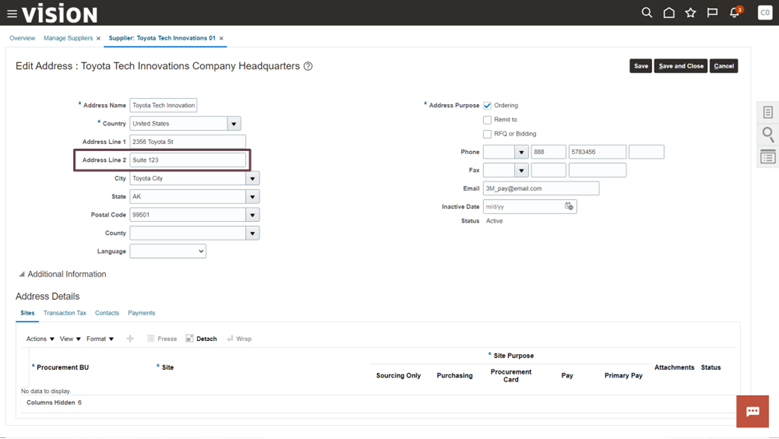 vision
3
CG
Overview Manage Suppliers × Supplier: Toyota Tech Innovations 01 ×
Edit Address : Toyota Tech Innovations Company Headquarters ?
Save Save and Close Cancel
* Address Name Toyota Tech Innovation
* Country United States
Address Line 1 2356 Toyota St
Address Line 2 Suite 123
City Toyota City
State AK
Postal Code 99501
County
Language
* Address Purpose Ordering
Remit to
RFQ or Bidding
Phone 888 5783456
Fax
Email 3M_pay@email.com
Inactive Date m/d/yy
Status Active
Additional Information
Address Details
Sites Transaction Tax Contacts Payments
Actions View Format Freeze Detach Wrap
* Site Purpose
* Procurement BU * Site Sourcing Only Purchasing Procurement Card Pay Primary Pay Attachments Status
No data to display.
Columns Hidden 6